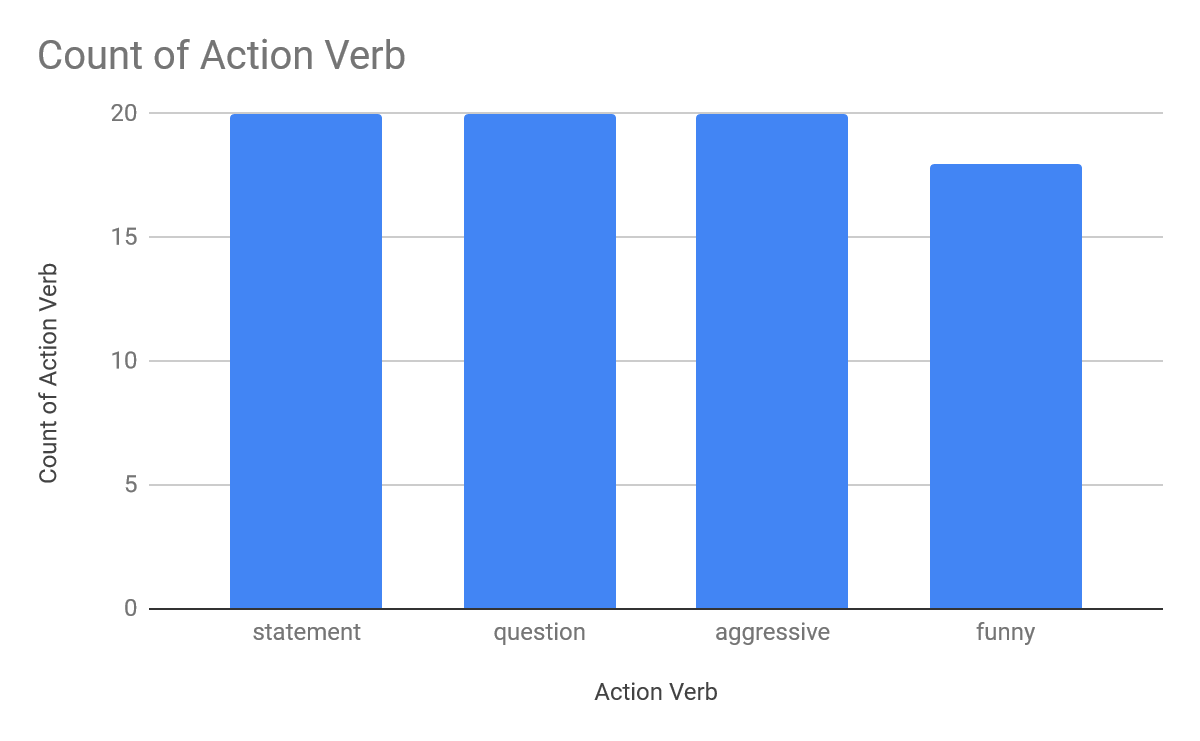 Count of Action Verb
20
15
10
5
0
Count of Action Verb
statement question aggressive funny
Action Verb